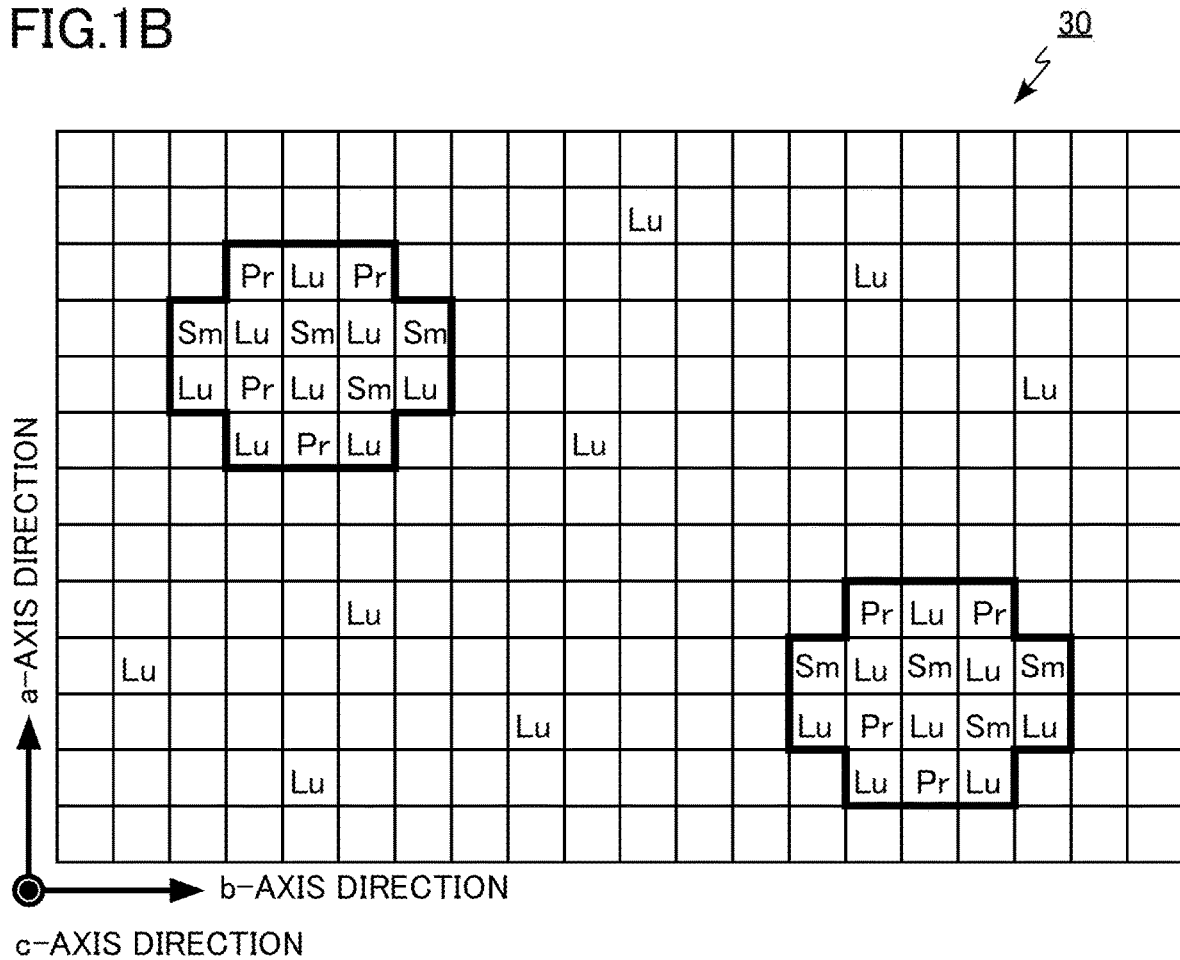 FIG.1B
30
Lu
Pr Lu Pr Lu
Sm Lu Sm Lu Sm
Lu Pr Lu Sm Lu Lu
Lu Pr Lu Lu
Lu Pr Lu Pr
Lu Sm Lu Sm Lu Sm
Lu Lu Pr Lu Sm Lu
Lu Lu Pr Lu
a-AXIS DIRECTION
b-AXIS DIRECTION
c-AXIS DIRECTION